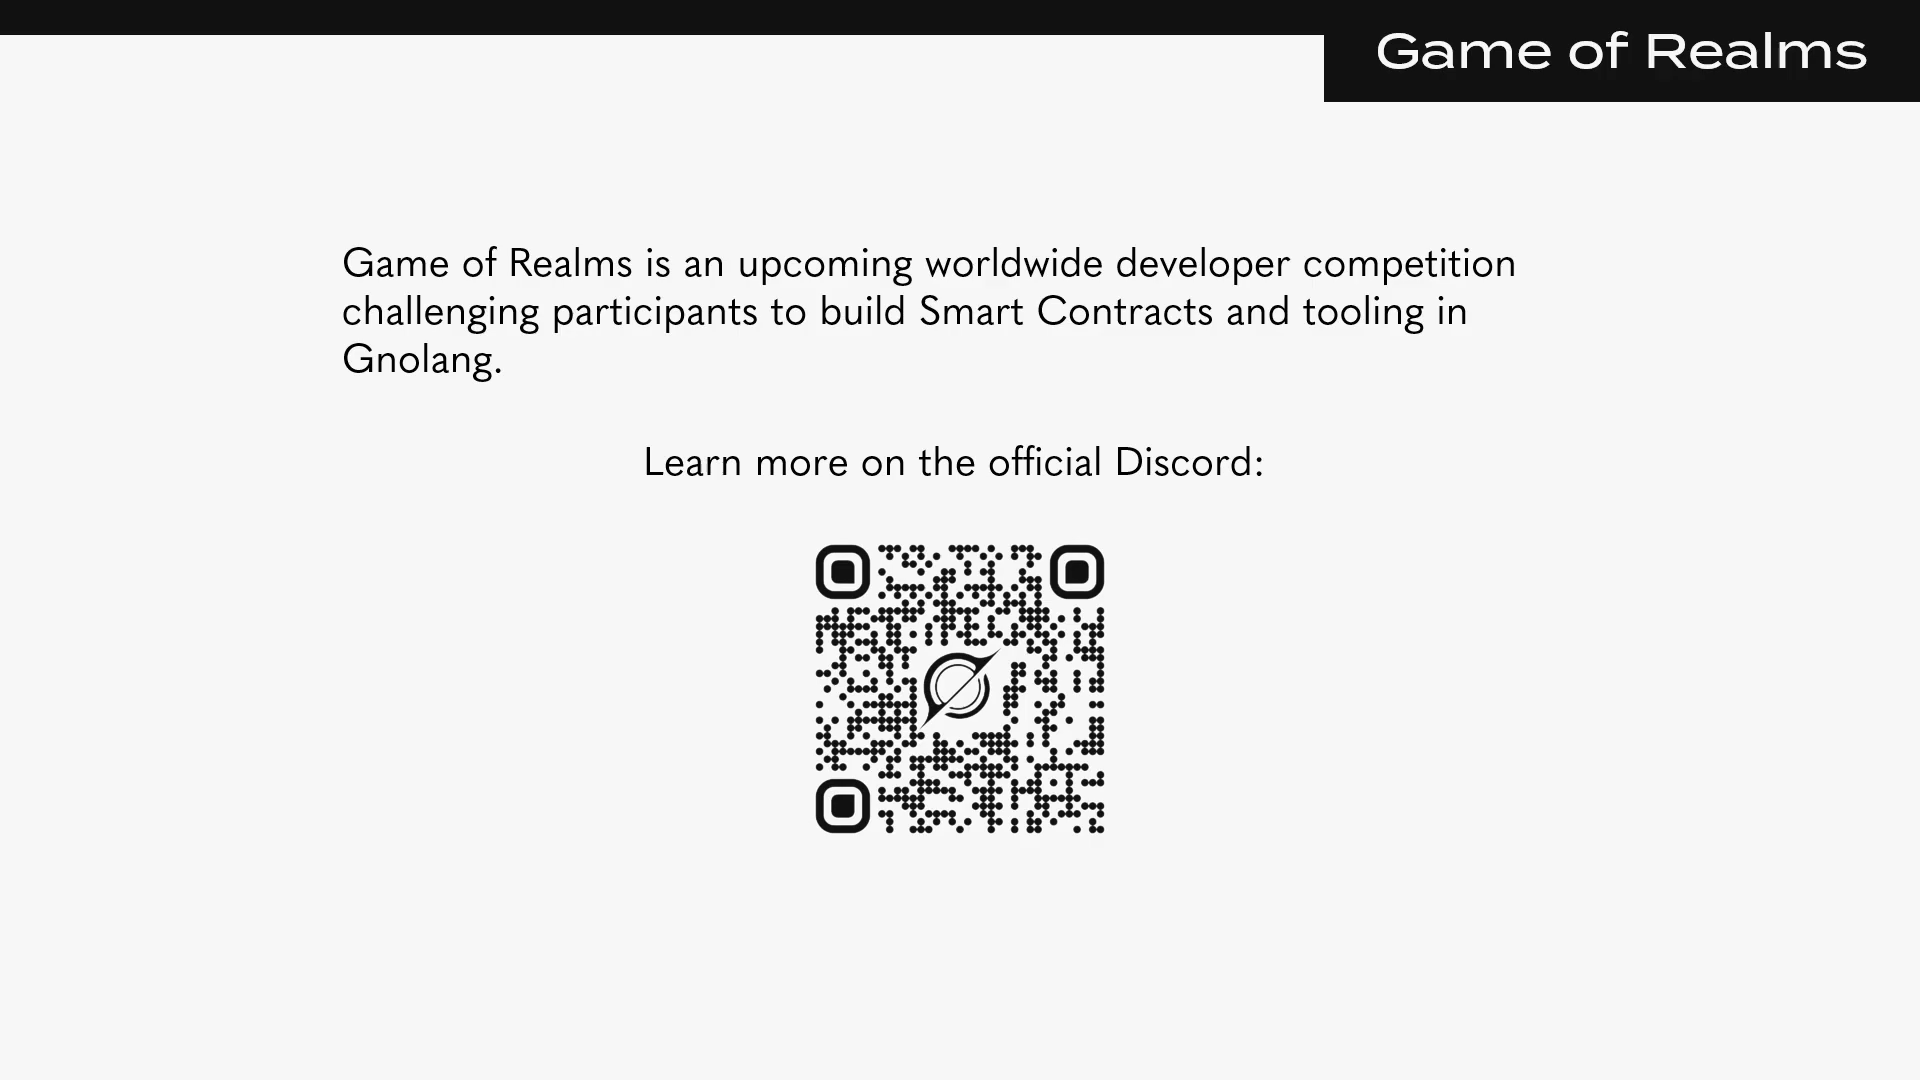 Game of Realms
Game of Realms is an upcoming worldwide developer competition
challenging participants to build Smart Contracts and tooling in
Gnolang.
Learn more on the official Discord: